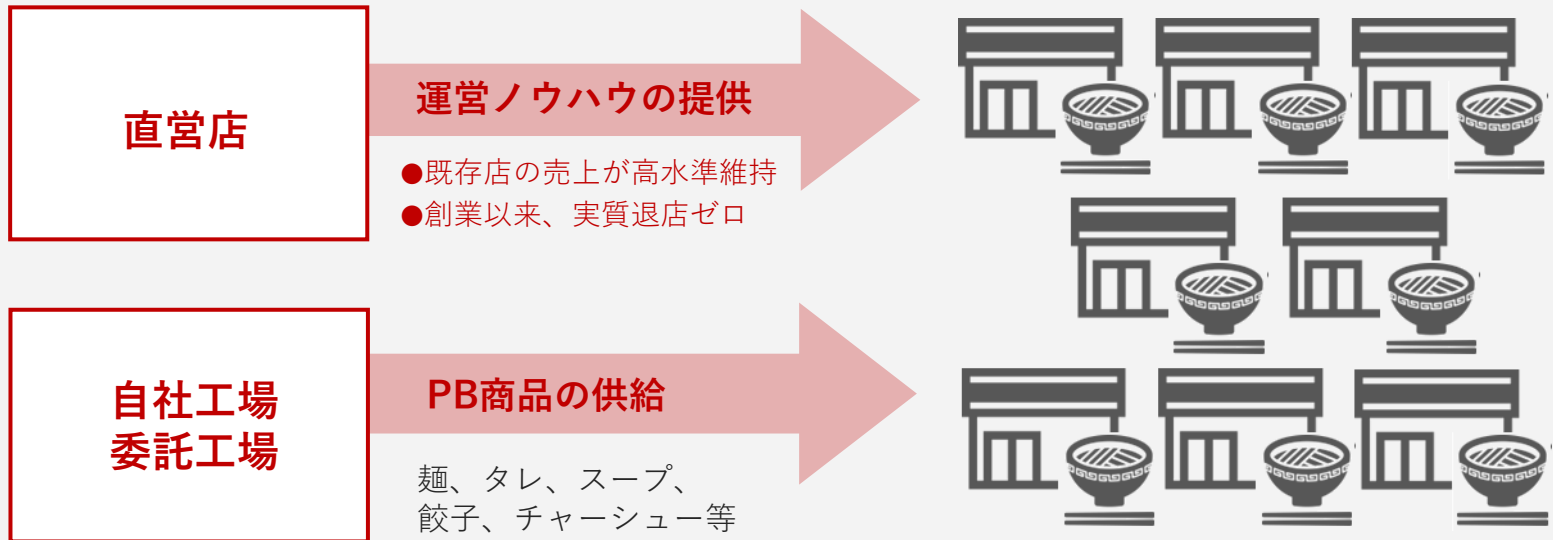 直営店
運営ノウハウの提供
●既存店の売上が高水準維持
●創業以来、実質退店ゼロ
自社工場
委託工場
PB商品の供給
麺、タレ、スープ、
餃子、チャーシュー等